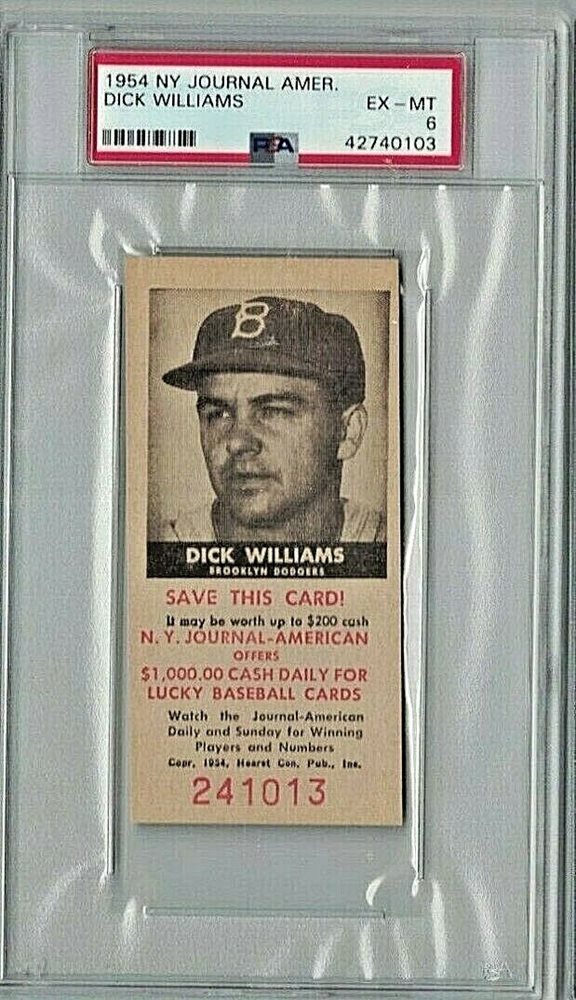 1954 NY JOURNAL AMER.
DICK WILLIAMS EX-MT
6
PSA 42740103
B
DICK WILLIAMS
BROOKLYN DODGERS
SAVE THIS CARD!
It may be worth up to $200 cash
N. Y. JOURNAL-AMERICAN
OFFERS
$1,000.00 CASH DAILY FOR
LUCKY BASEBALL CARDS
Watch the Journal-American
Daily and Sunday for Winning
Players and Numbers
Copr. 1954, Hearst Con. Pub., Inc.
241013
PSA